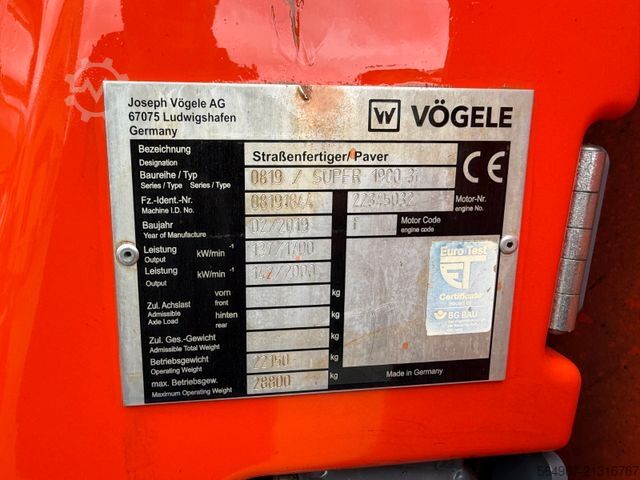 Joseph Vögele AG
67075 Ludwigshafen
Germany
VÖGELE
Bezeichnung
Designation
Straßenfertiger/ Paver
Baureihe / Typ
Series / Type Series / Type
0819 / SUPER 1900-3i
CE
Fz.-Ident.-Nr.
Machine I.D. No.
08191844
22345032
Motor-Nr.
engine No.
Baujahr
Year of Manufacture
02/2019
Motor Code
engine code
Leistung
Output
kW/min -1
/1700
Leistung
Output
kW/min -1
142/2000
Euro Test
ET
Certificate
BG BAU
Zul. Achslast
Admissible
Axle Load
vorn
front
kg
hinten
rear
kg
Zul. Ges.-Gewicht
Admissible Total Weight
kg
Betriebsgewicht
Operating Weight
22150
kg
max. Betriebsgew.
Maximum Operating Weight
28800
kg
Made in Germany